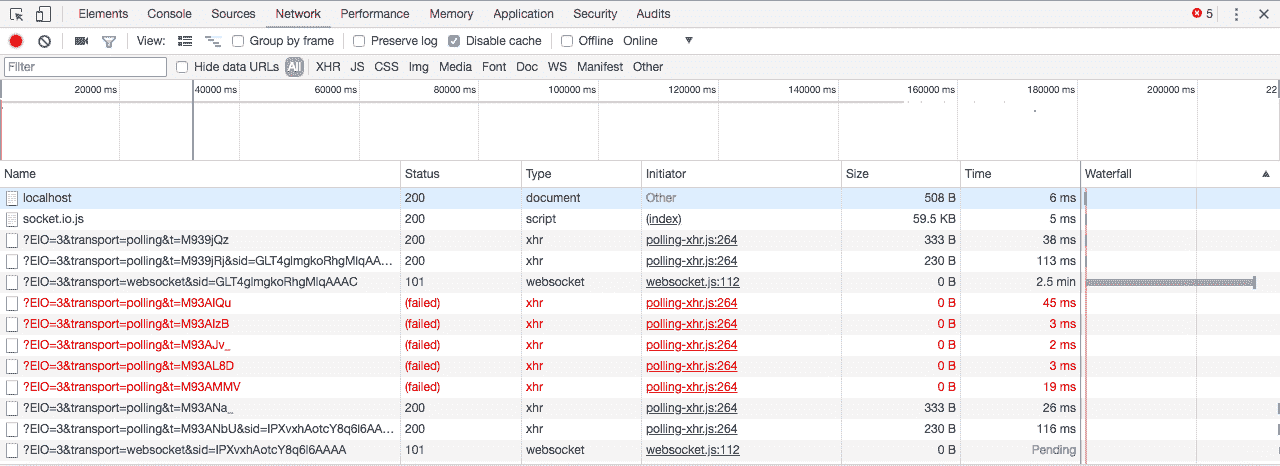 Elements Console Sources Network Performance Memory Application Security Audits 5
View: Group by frame Preserve log Disable cache Offline Online
Filter Hide data URLs All XHR JS CSS Img Media Font Doc WS Manifest Other
20000 ms 40000 ms 60000 ms 80000 ms 100000 ms 120000 ms 140000 ms 160000 ms 180000 ms 200000 ms 22
Name Status Type Initiator Size Time Waterfall
localhost 200 document Other 508 B 6 ms
socket.io.js 200 script (index) 59.5 KB 5 ms
?EIO=3&transport=polling&t=M939jQz 200 xhr polling-xhr.js:264 333 B 38 ms
?EIO=3&transport=polling&t=M939jRj&sid=GLT4glmgkoRhgMlqAA... 200 xhr polling-xhr.js:264 230 B 113 ms
?EIO=3&transport=websocket&sid=GLT4glmgkoRhgMlqAAAC 101 websocket websocket.js:112 0 B 2.5 min
?EIO=3&transport=polling&t=M93AIQu (failed) xhr polling-xhr.js:264 0 B 45 ms
?EIO=3&transport=polling&t=M93AIzB (failed) xhr polling-xhr.js:264 0 B 3 ms
?EIO=3&transport=polling&t=M93AJv_ (failed) xhr polling-xhr.js:264 0 B 2 ms
?EIO=3&transport=polling&t=M93AL8D (failed) xhr polling-xhr.js:264 0 B 3 ms
?EIO=3&transport=polling&t=M93AMMV (failed) xhr polling-xhr.js:264 0 B 19 ms
?EIO=3&transport=polling&t=M93ANa_ 200 xhr polling-xhr.js:264 333 B 26 ms
?EIO=3&transport=polling&t=M93ANbU&sid=IPXvxhAotcY8q6I6AA... 200 xhr polling-xhr.js:264 230 B 116 ms
?EIO=3&transport=websocket&sid=IPXvxhAotcY8q6I6AAAA 101 websocket websocket.js:112 0 B Pending